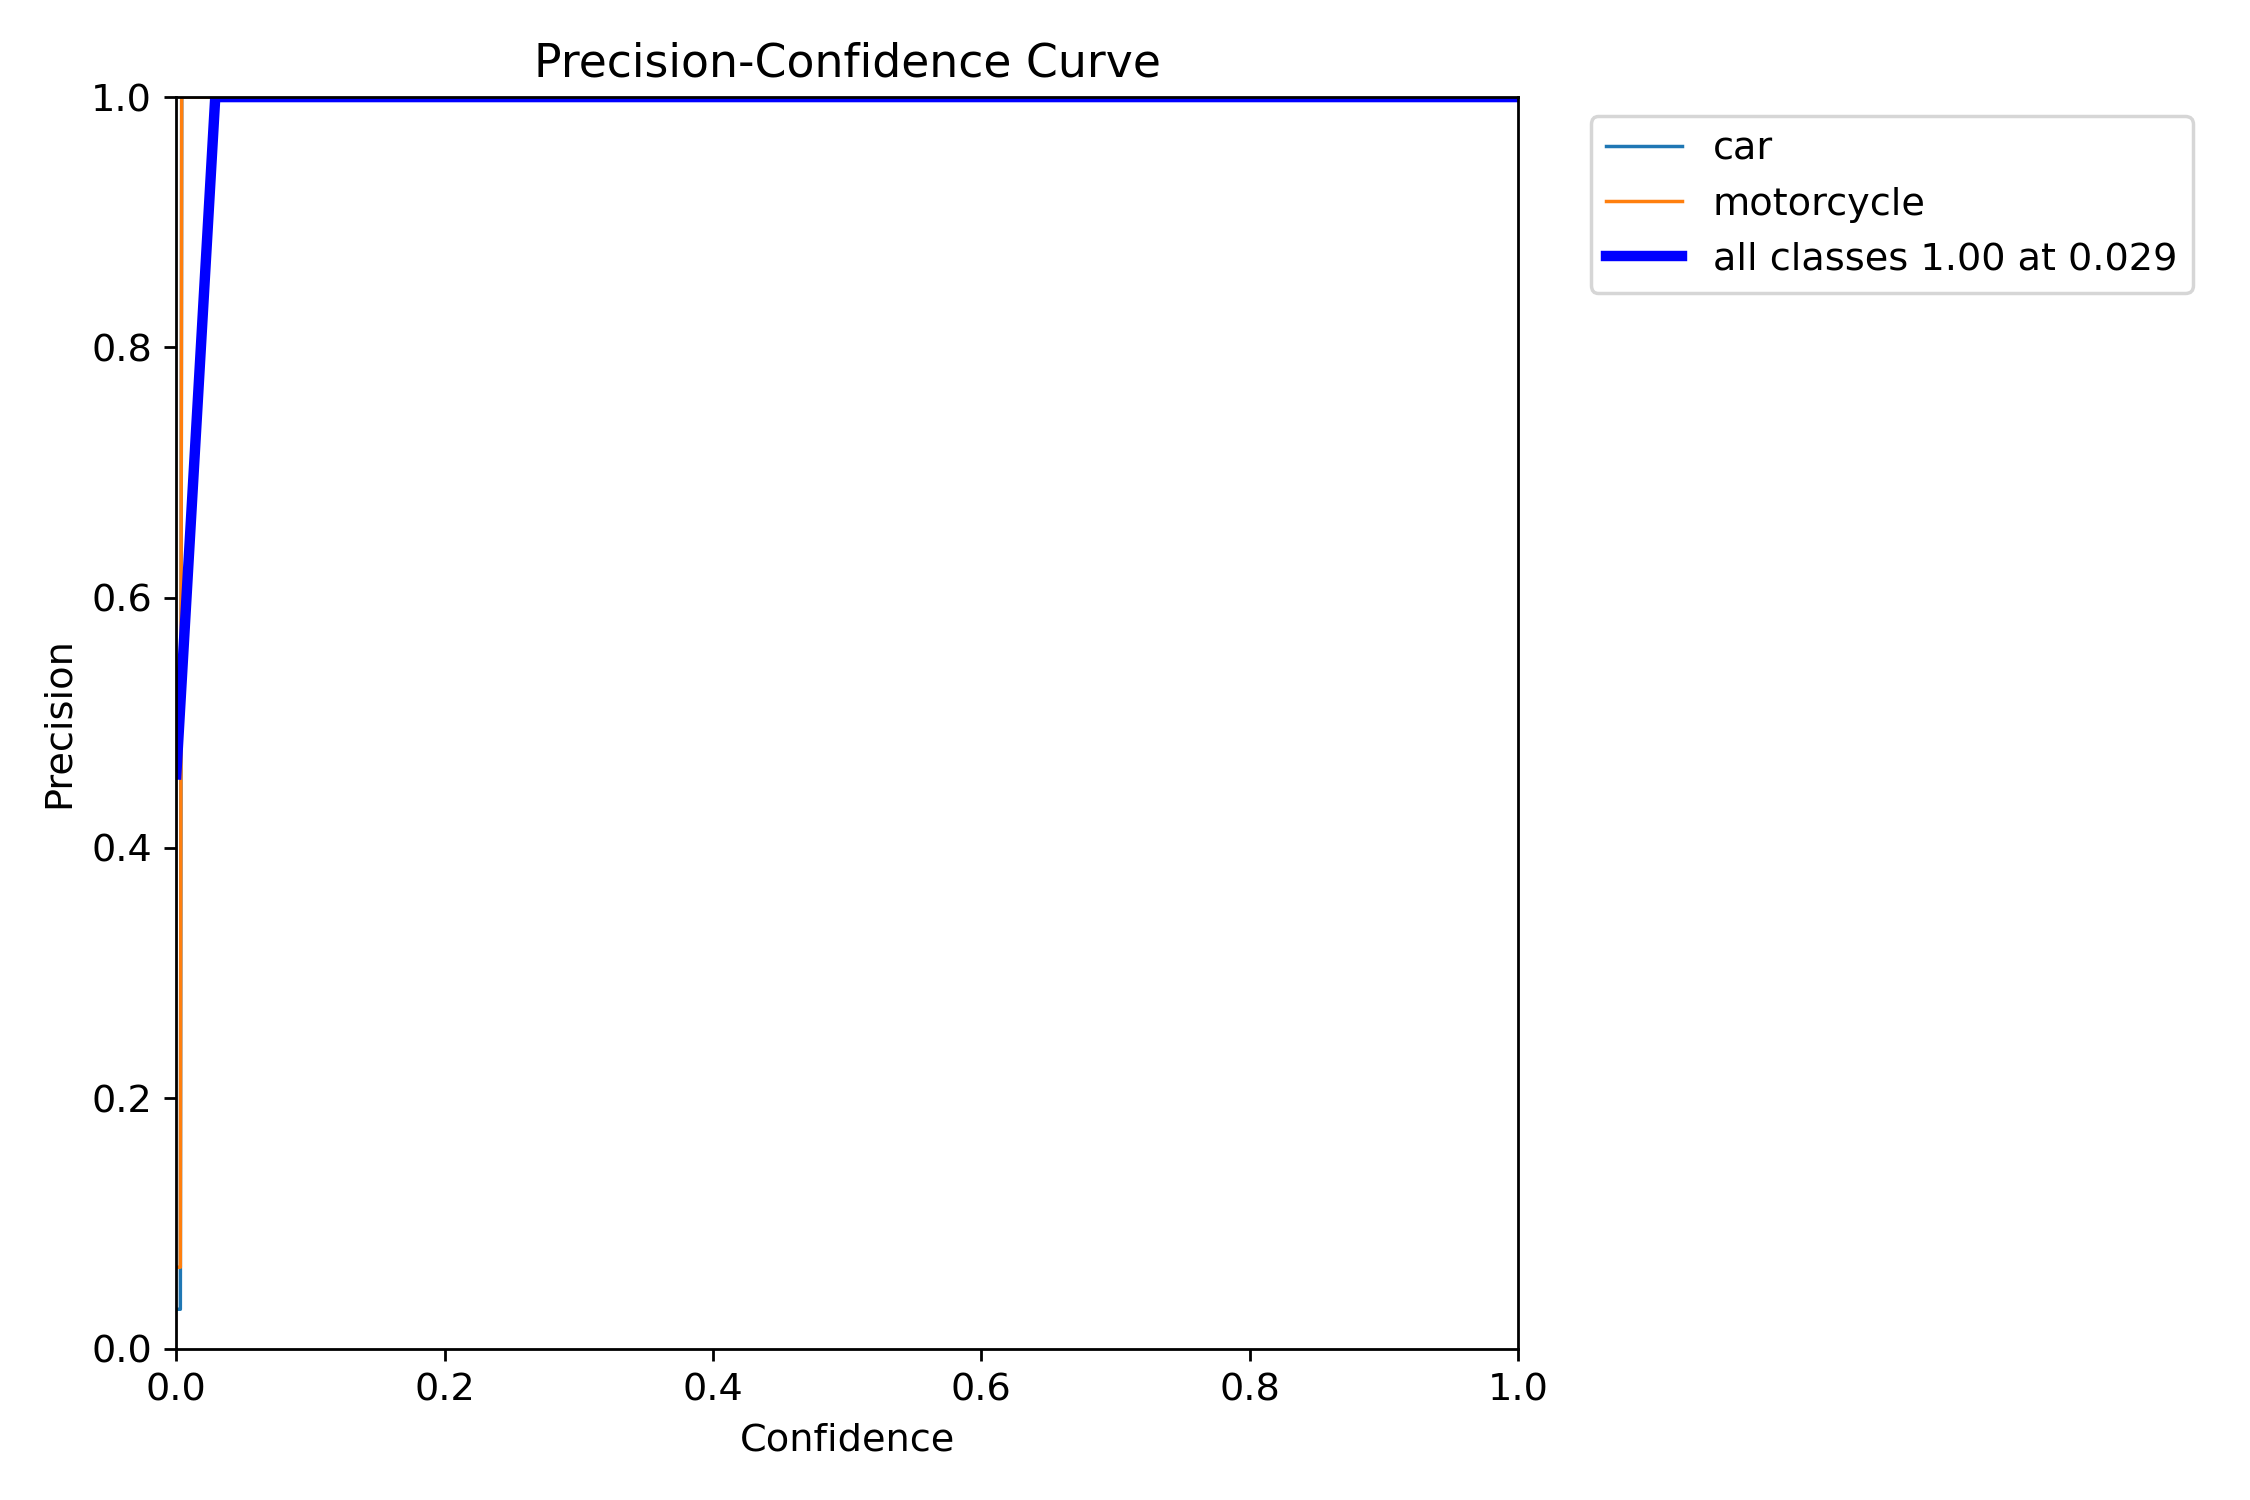 Precision-Confidence Curve
1.0
0.8
0.6
0.4
0.2
0.0
Precision
0.0 0.2 0.4 0.6 0.8 1.0
Confidence
car
motorcycle
all classes 1.00 at 0.029